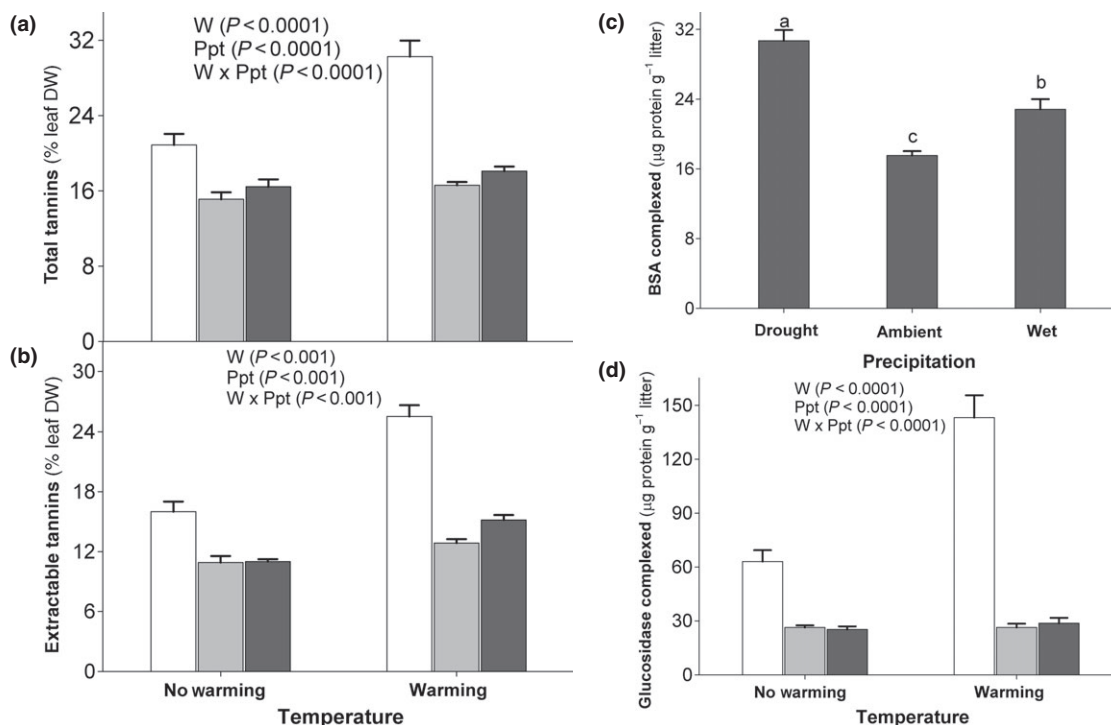 (a)
W (P < 0.0001)
Ppt (P < 0.0001)
W x Ppt (P < 0.0001)
32
24
16
8
0
Total tannins (% leaf DW)
(b)
W (P < 0.001)
Ppt (P < 0.001)
W x Ppt (P < 0.001)
30
24
18
12
6
0
Extractable tannins (% leaf DW)
No warming Warming
Temperature
(c)
32
24
16
8
0
BSA complexed (µg protein g⁻¹ litter)
a
c
b
Drought Ambient Wet
Precipitation
(d)
W (P < 0.0001)
Ppt (P < 0.0001)
W x Ppt (P < 0.0001)
150
120
90
60
30
0
Glucosidase complexed (µg protein g⁻¹ litter)
No warming Warming
Temperature